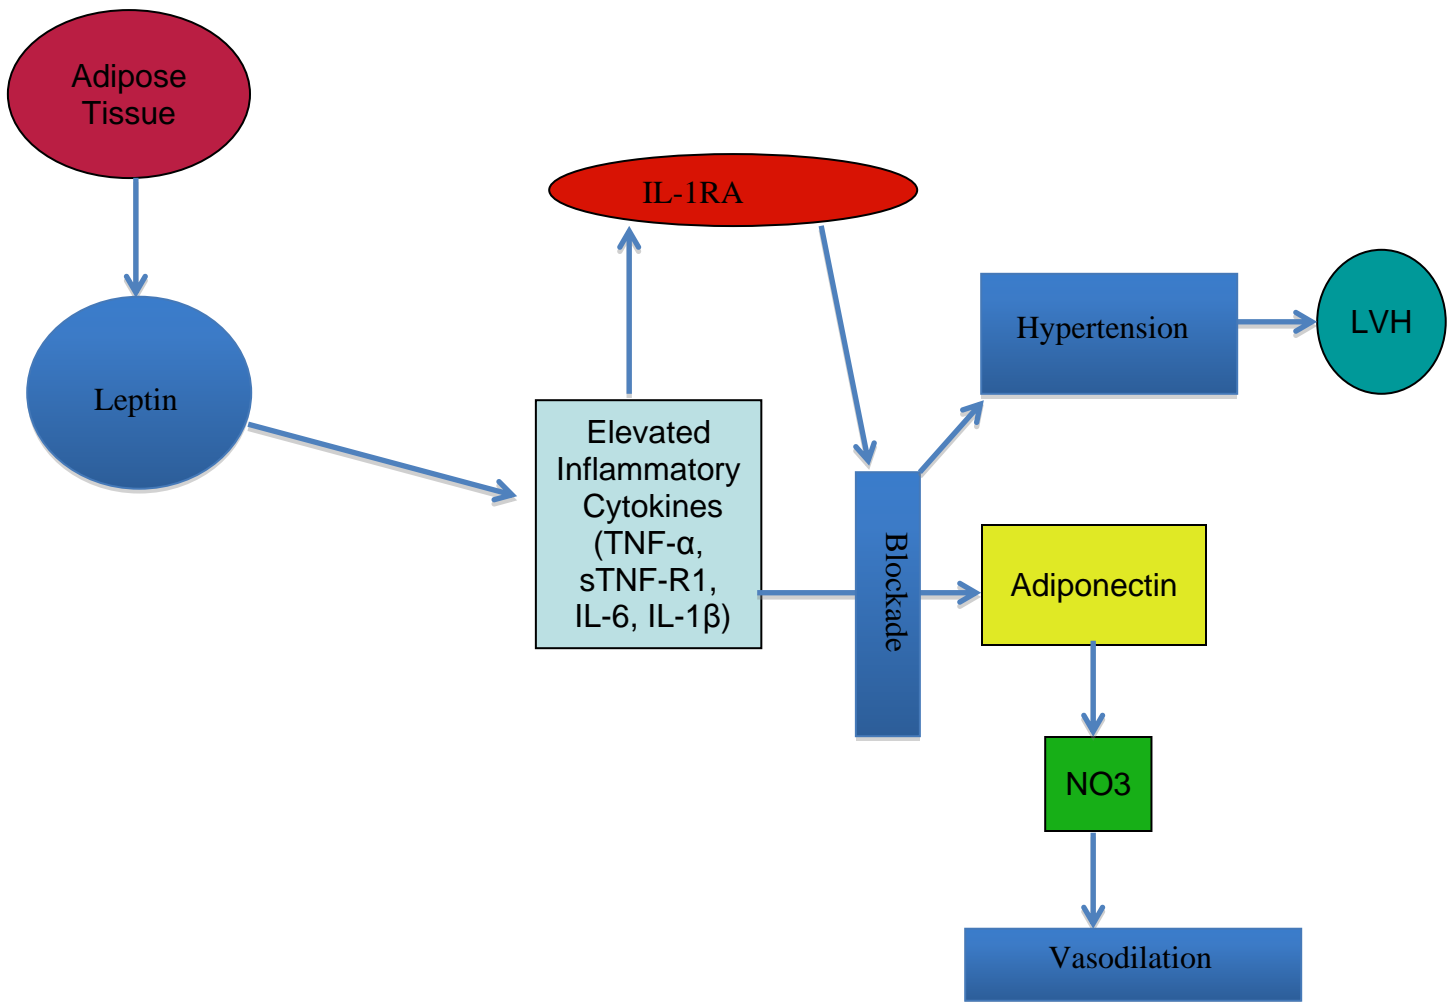 Adipose
Tissue
IL-1RA
Leptin
Hypertension
LVH
Elevated
Inflammatory
Cytokines
(TNF-α,
sTNF-R1,
IL-6, IL-1β)
Blockade
Adiponectin
NO3
Vasodilation